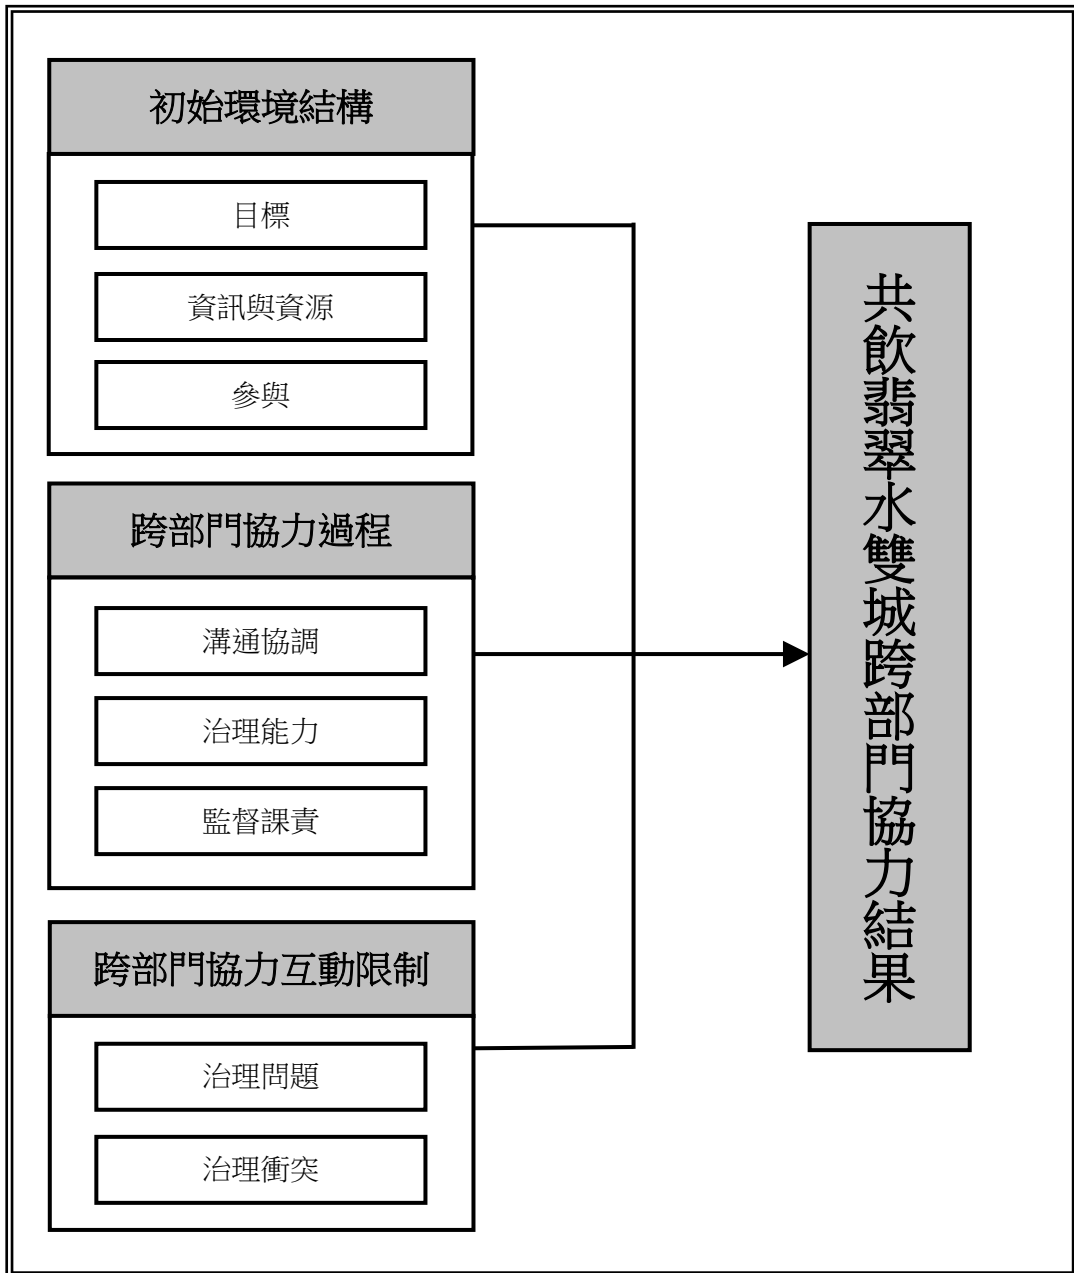 初始環境結構
目標
資訊與資源
參與
跨部門協力過程
溝通協調
治理能力
監督課責
跨部門協力互動限制
治理問題
治理衝突
共飲翡翠水雙城跨部門協力結果